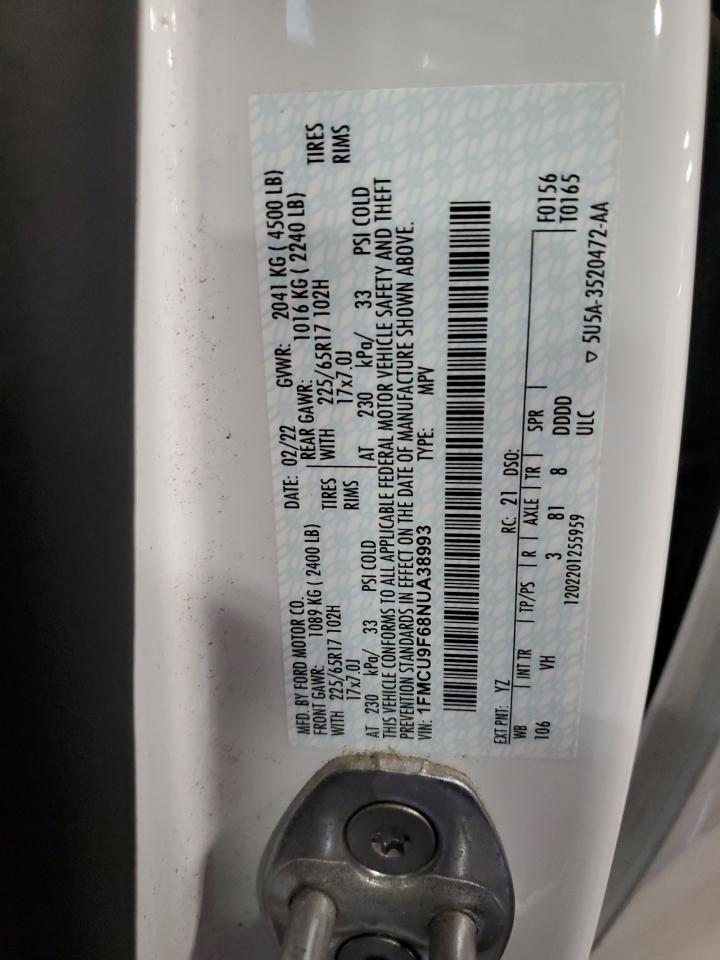 MFD. BY FORD MOTOR CO. DATE: 02/22 GVWR: 2041 KG ( 4500 LB)
FRONT GAWR: 1089 KG ( 2400 LB) REAR GAWR: 1016 KG ( 2240 LB)
WITH 225/65R17 102H TIRES WITH 225/65R17 102H TIRES
17x7.0J RIMS 17x7.0J RIMS
AT 230 kPa/ 33 PSI COLD AT 230 kPa/ 33 PSI COLD
THIS VEHICLE CONFORMS TO ALL APPLICABLE FEDERAL MOTOR VEHICLE SAFETY AND THEFT
PREVENTION STANDARDS IN EFFECT ON THE DATE OF MANUFACTURE SHOWN ABOVE.
VIN: 1FMCU9F68NUA38993 TYPE: MPV
EXT PNT: YZ RC: 21 DSO: F0156
WB INT TR TP/PS R AXLE TR SPR T0165
106 VH 3 81 8 DDDD
1202201255959 ULC 5U5A-3520472-AA